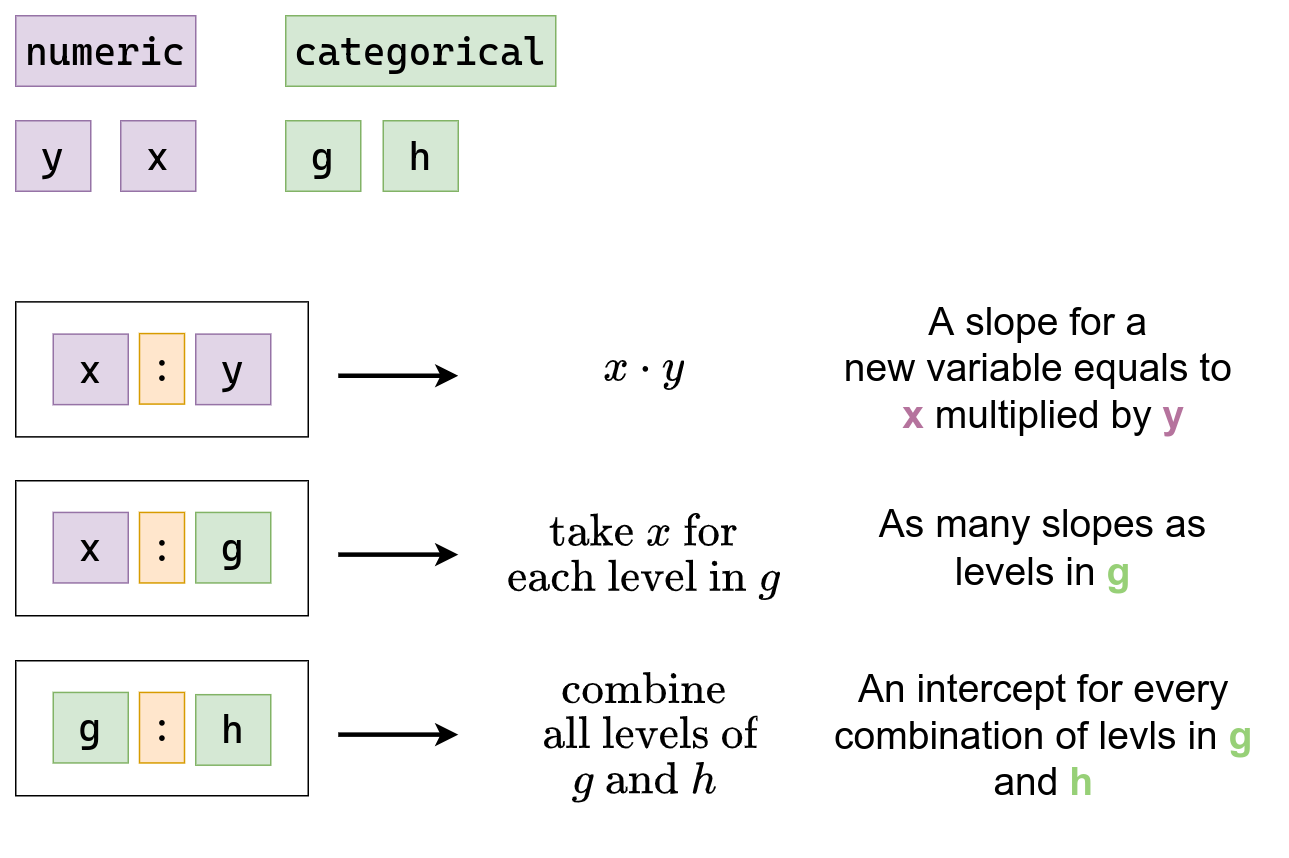 numeric categorical
y x g h
x : y
x · y
A slope for a
new variable equals to
x multiplied by y
x : g
take x for
each level in g
As many slopes as
levels in g
g : h
combine
all levels of
g and h
An intercept for every
combination of levls in g
and h